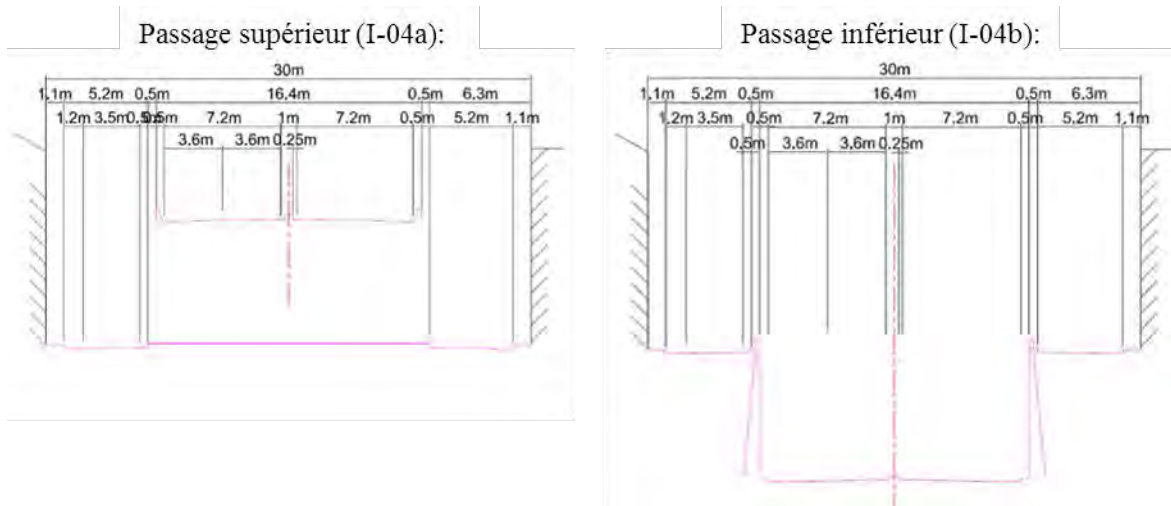 Passage supérieur (I-04a):
30m
1,1m 5,2m 0,5m 16,4m 0,5m 6,3m
1,2m 3,5m 0,5m 0,5m 7,2m 1m 7,2m 0,5m 5,2m 1,1m
3,6m 3,6m 0,25m
Passage inférieur (I-04b):
30m
1,1m 5,2m 0,5m 16,4m 0,5m 6,3m
1,2m 3,5m 0,5m 7,2m 1m 7,2m 0,5m 5,2m 1,1m
0,5m 3,6m 3,6m 0,25m